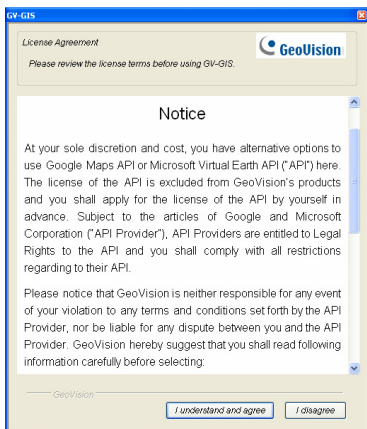 GV-GIS
License Agreement
Please review the license terms before using GV-GIS.
GeoVision
Notice
At your sole discretion and cost, you have alternative options to
use Google Maps API or Microsoft Virtual Earth API ("API") here.
The license of the API is excluded from GeoVision's products
and you shall apply for the license of the API by yourself in
advance. Subject to the articles of Google and Microsoft
Corporation ("API Provider"), API Providers are entitled to Legal
Rights to the API and you shall comply with all restrictions
regarding to their API.
Please notice that GeoVision is neither responsible for any event
of your violation to any terms and conditions set forth by the API
Provider, nor be liable for any dispute between you and the API
Provider. GeoVision hereby suggest that you shall read following
information carefully before selecting:
GeoVision
I understand and agree
I disagree